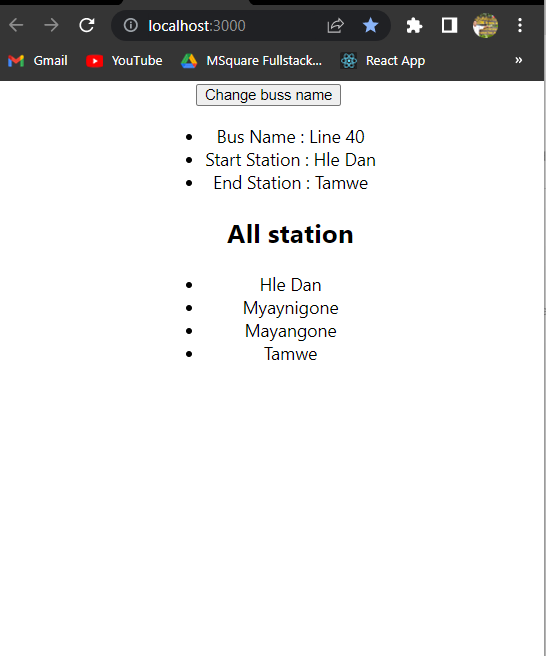 localhost:3000
Gmail YouTube MSquare Fullstack... React App »
Change buss name
• Bus Name : Line 40
• Start Station : Hle Dan
• End Station : Tamwe
All station
• Hle Dan
• Myaynigone
• Mayangone
• Tamwe